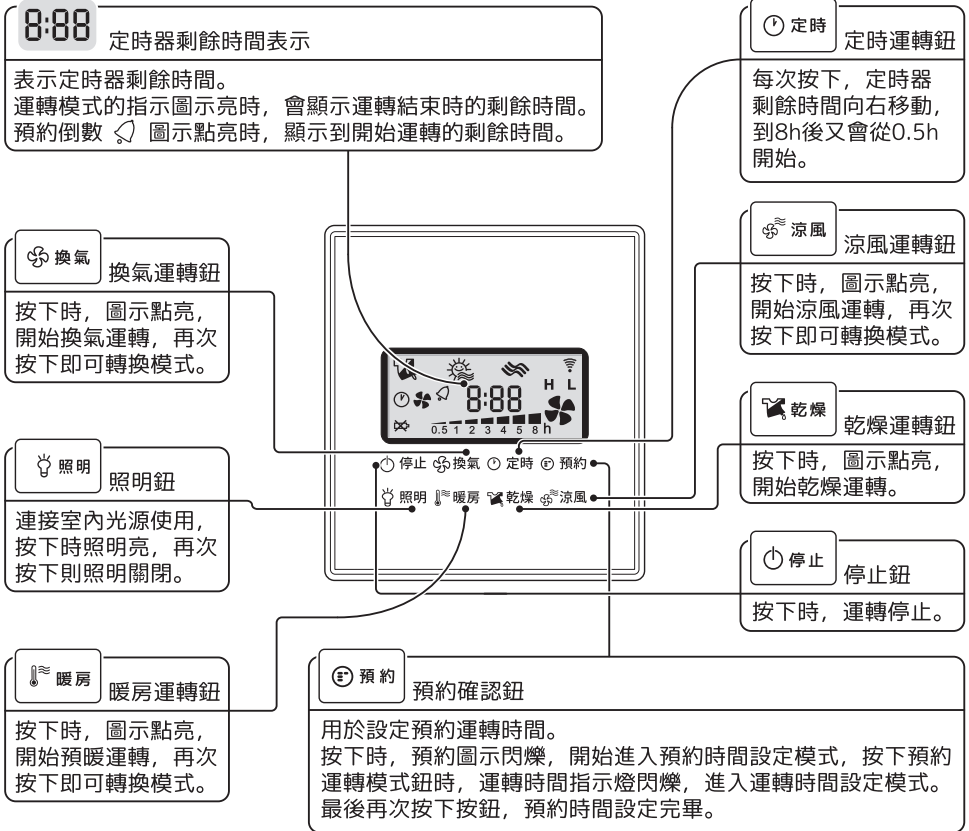 8:88 定時器剩餘時間表示
表示定時器剩餘時間。
運轉模式的指示圖示亮時，會顯示運轉結束時的剩餘時間。
預約倒數 圖示點亮時，顯示到開始運轉的剩餘時間。
定時 定時運轉鈕
每次按下，定時器
剩餘時間向右移動，
到8h後又會從0.5h
開始。
換氣 換氣運轉鈕
按下時，圖示點亮，
開始換氣運轉，再次
按下即可轉換模式。
涼風 涼風運轉鈕
按下時，圖示點亮，
開始涼風運轉，再次
按下即可轉換模式。
H L
8:88
0.5 1 2 3 4 5 8 h
停止 換氣 定時 預約
照明 暖房 乾燥 涼風
照明 照明鈕
連接室內光源使用，
按下時照明亮，再次
按下則照明關閉。
乾燥 乾燥運轉鈕
按下時，圖示點亮，
開始乾燥運轉。
停止 停止鈕
按下時，運轉停止。
暖房 暖房運轉鈕
按下時，圖示點亮，
開始預暖運轉，再次
按下即可轉換模式。
預約 預約確認鈕
用於設定預約運轉時間。
按下時，預約圖示閃爍，開始進入預約時間設定模式，按下預約
運轉模式鈕時，運轉時間指示燈閃爍，進入運轉時間設定模式。
最後再次按下按鈕，預約時間設定完畢。